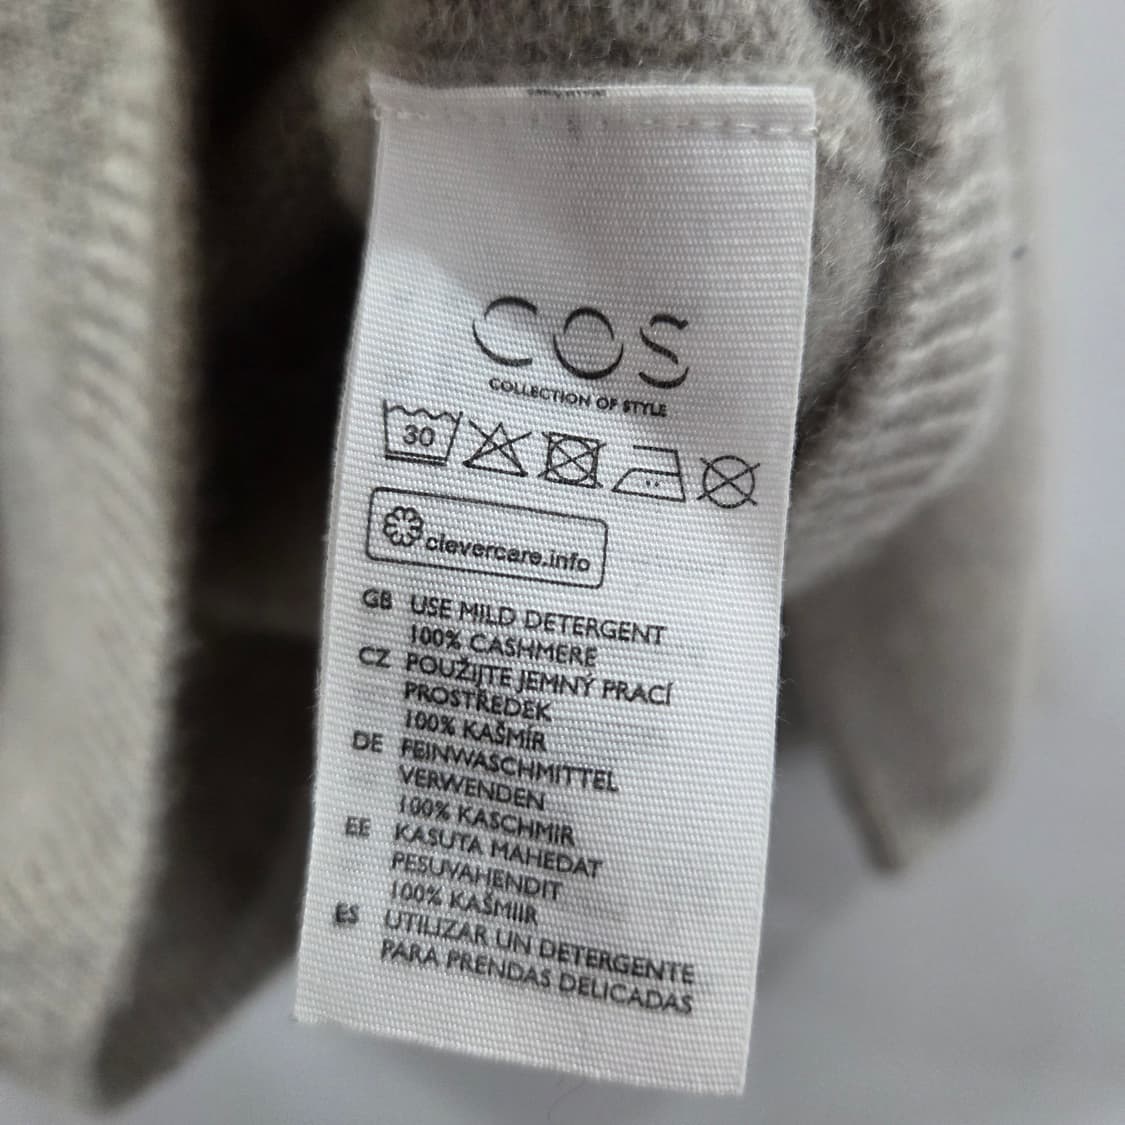 COS
COLLECTION OF STYLE
30
clevercare.info
GB USE MILD DETERGENT
100% CASHMERE
CZ POUŽIJTE JEMNÝ PRACÍ
PROSTŘEDEK
100% KAŠMÍR
DE FEINWASCHMITTEL
VERWENDEN
100% KASCHMIR
EE KASUTA MAHEDAT
PESUVAHENDIT
100% KAŠMIIR
ES UTILIZAR UN DETERGENTE
PARA PRENDAS DELICADAS